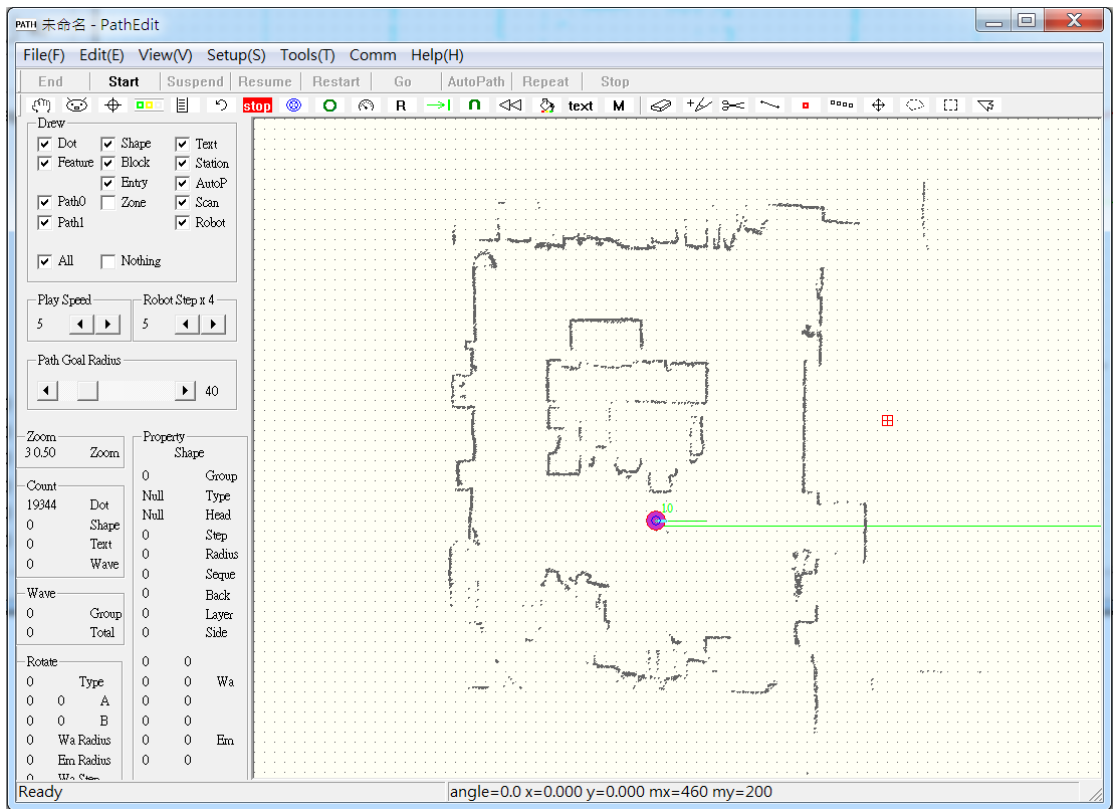 PATH 未命名 - PathEdit
File(F) Edit(E) View(V) Setup(S) Tools(T) Comm Help(H)
End Start Suspend Resume Restart Go AutoPath Repeat Stop
stop R text M
Drew
Dot Shape Text
Feature Block Station
Entry AutoP
Path0 Zone Scan
Path1 Robot
All Nothing
Play Speed Robot Step x 4
5 5
Path Goal Radius
40
Zoom
3 0.50 Zoom
Count
19344 Dot
0 Shape
0 Text
0 Wave
Wave
0 Group
0 Total
Rotate
0 Type
0 0 A
0 0 B
0 Wa Radius
0 Em Radius
0 Wa Step
Property
Shape
0 Group
Null Type
Null Head
0 Step
0 Radius
0 Seque
0 Back
0 Layer
0 Side
0 0
0 0 Wa
0 0
0 0
0 0 Em
0 0
10
Ready angle=0.0 x=0.000 y=0.000 mx=460 my=200